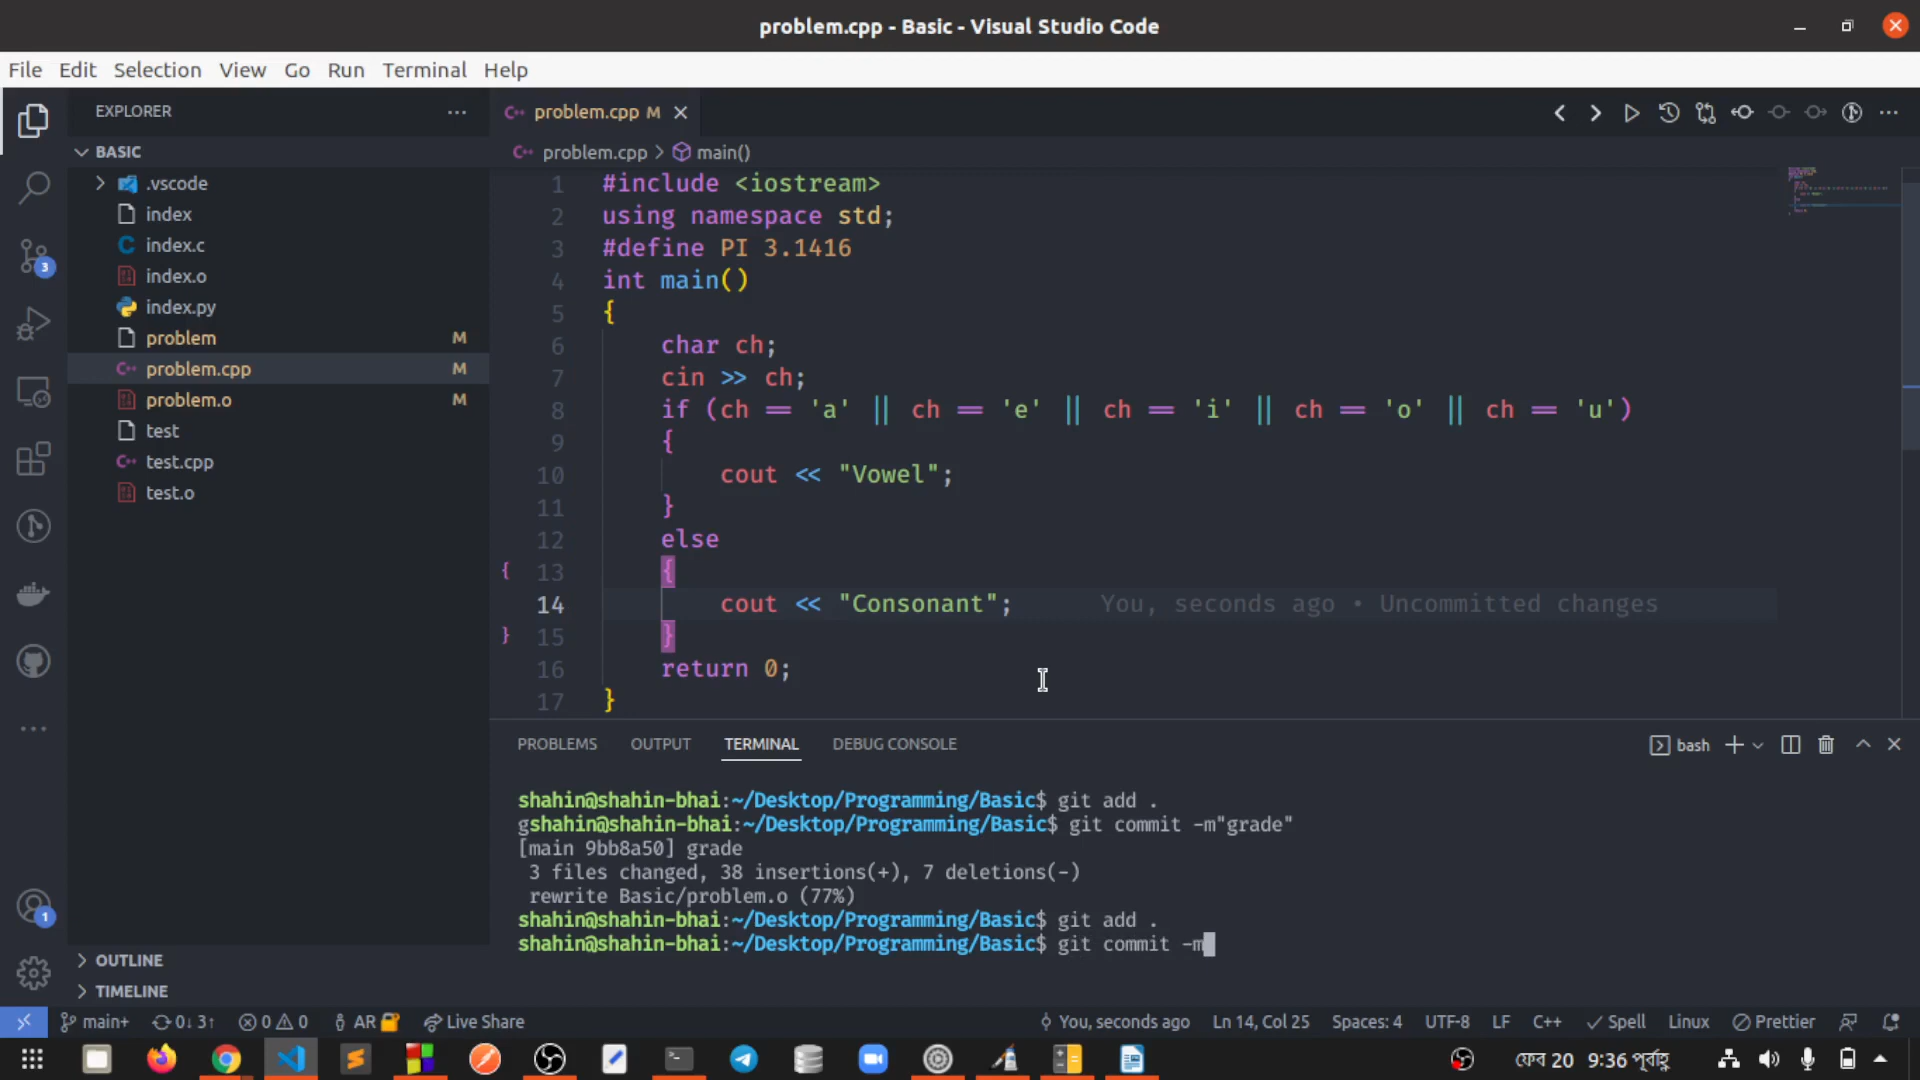 problem.cpp - Basic - Visual Studio Code
File Edit Selection View Go Run Terminal Help
EXPLORER
problem.cpp M
BASIC
problem.cpp > main()
.vscode
index
index.c
index.o
index.py
problem M
problem.cpp M
problem.o M
test
test.cpp
test.o
3
1 #include <iostream>
2 using namespace std;
3 #define PI 3.1416
4 int main()
5 {
6 char ch;
7 cin >> ch;
8 if (ch == 'a' || ch == 'e' || ch == 'i' || ch == 'o' || ch == 'u')
9 {
10 cout << "Vowel";
11 }
12 else
{ 13 {
14 cout << "Consonant"; You, seconds ago • Uncommitted changes
} 15 }
16 return 0;
17 }
PROBLEMS OUTPUT TERMINAL DEBUG CONSOLE
bash
shahin@shahin-bhai:~/Desktop/Programming/Basic$ git add .
gshahin@shahin-bhai:~/Desktop/Programming/Basic$ git commit -m"grade"
[main 9bb8a50] grade
3 files changed, 38 insertions(+), 7 deletions(-)
rewrite Basic/problem.o (77%)
shahin@shahin-bhai:~/Desktop/Programming/Basic$ git add .
shahin@shahin-bhai:~/Desktop/Programming/Basic$ git commit -m
1
OUTLINE
TIMELINE
main+ 0↓ 3↑ 0 0 AR Live Share You, seconds ago Ln 14, Col 25 Spaces: 4 UTF-8 LF C++ Spell Linux Prettier
ফেব 20 9:36 পূর্বাহ্ণ